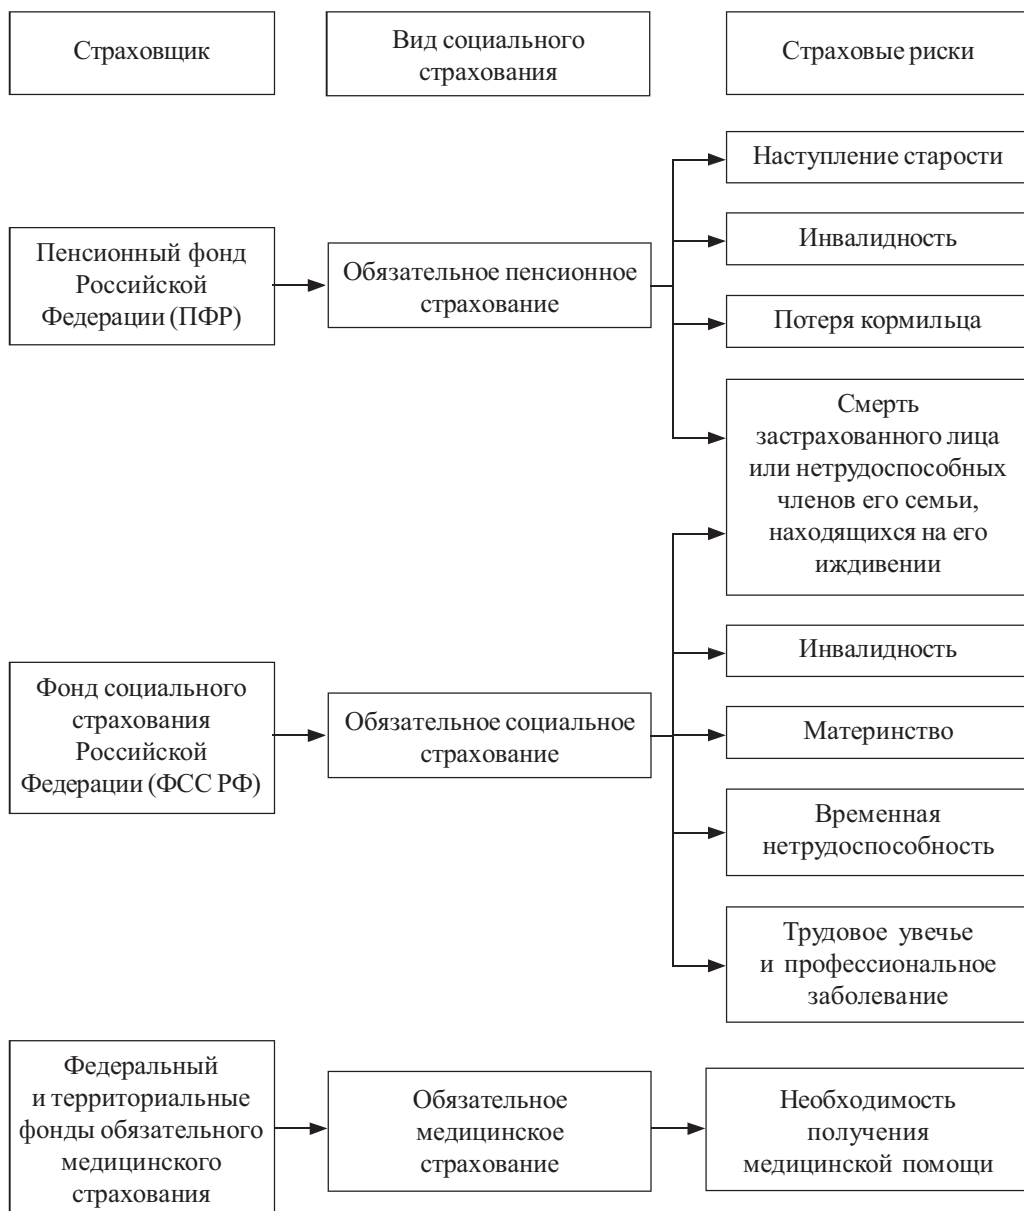 Страховщик
Вид социального
страхования
Страховые риски
Наступление старости
Пенсионный фонд
Российской
Федерации (ПФР)
Обязательное пенсионное
страхование
Инвалидность
Потеря кормильца
Смерть
застрахованного лица
или нетрудоспособных
членов его семьи,
находящихся на его
иждивении
Фонд социального
страхования
Российской
Федерации (ФСС РФ)
Обязательное социальное
страхование
Инвалидность
Материнство
Временная
нетрудоспособность
Трудовое увечье
и профессиональное
заболевание
Федеральный
и территориальные
фонды обязательного
медицинского
страхования
Обязательное
медицинское
страхование
Необходимость
получения
медицинской помощи